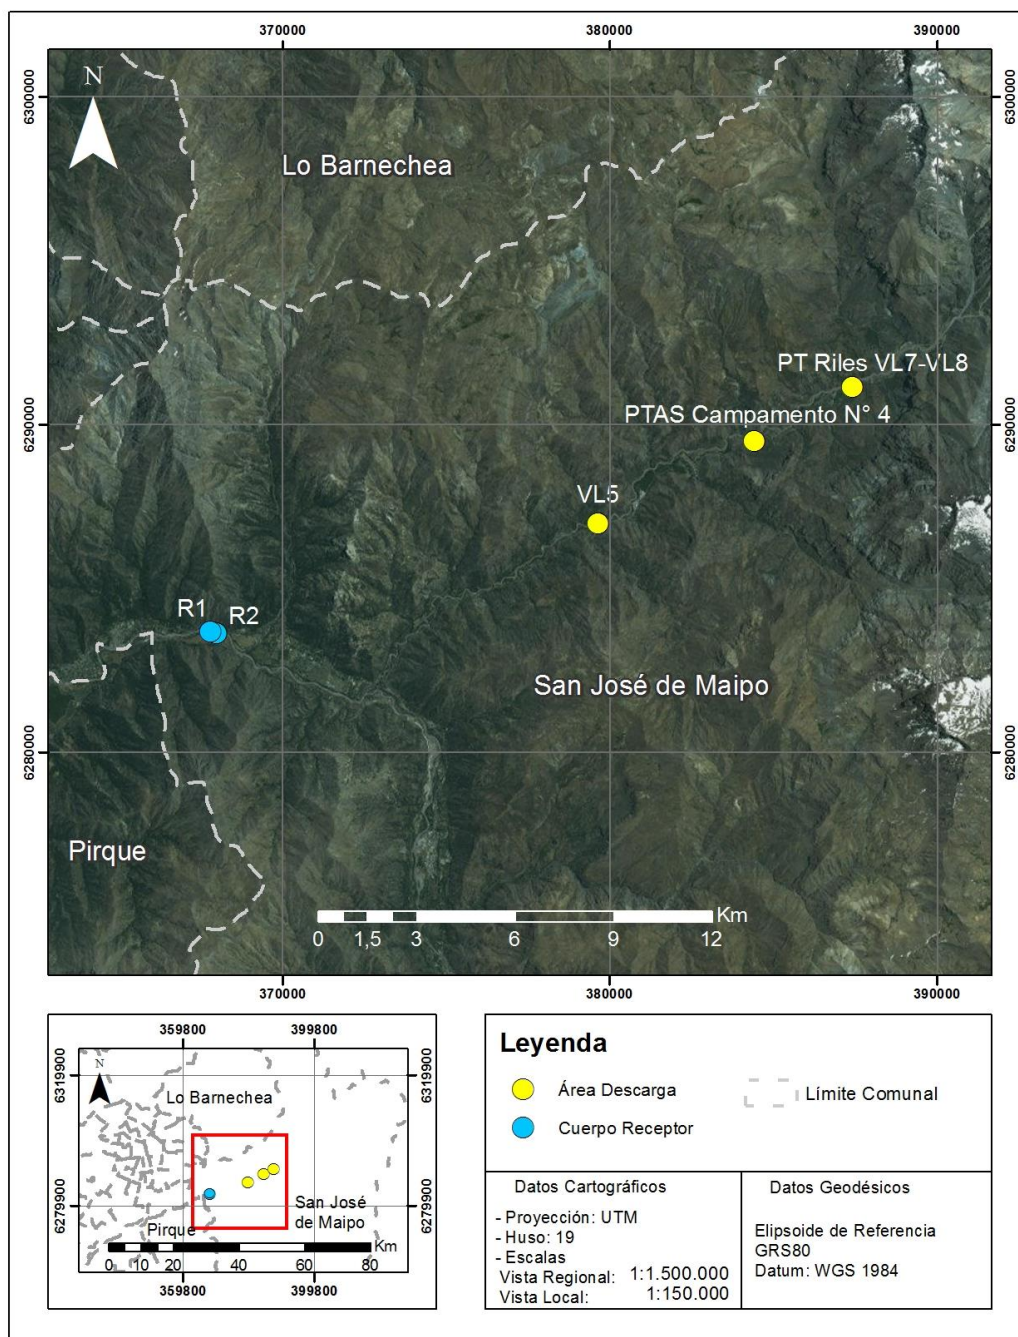 370000 380000 390000
6300000 6300000
N
Lo Barnechea
PT Riles VL7-VL8
PTAS Campamento N° 4
6290000 6290000
VL5
R1 R2
San José de Maipo
6280000 6280000
Pirque
Km
0 1,5 3 6 9 12
370000 380000 390000
359800 399800
N
6319900 6319900
Lo Barnechea
6279900 6279900
San José
de Maipo
Pirque
Km
0 10 20 40 60 80
359800 399800
Leyenda
Área Descarga
Límite Comunal
Cuerpo Receptor
Datos Cartográficos
- Proyección: UTM
- Huso: 19
- Escalas
Vista Regional: 1:1.500.000
Vista Local: 1:150.000
Datos Geodésicos
Elipsoide de Referencia
GRS80
Datum: WGS 1984